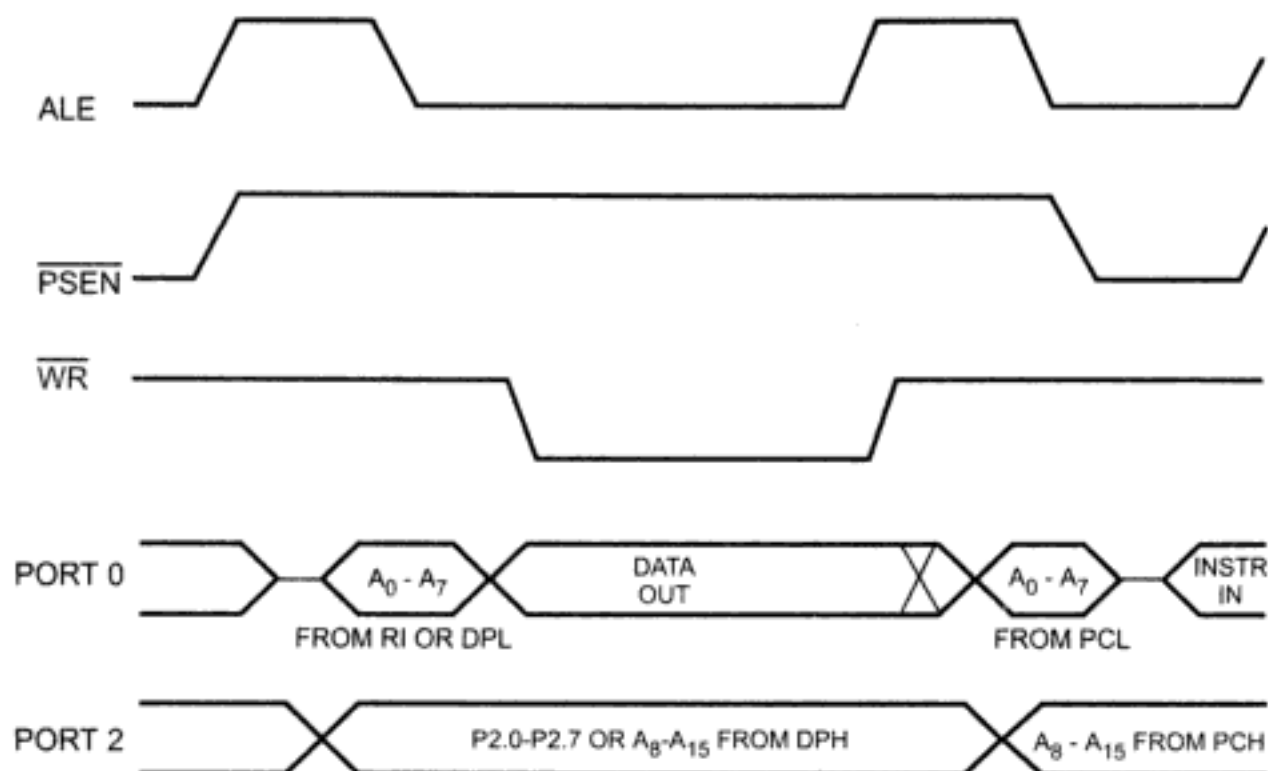 ALE
PSEN
WR
PORT 0
A0 - A7
DATA
OUT
A0 - A7
INSTR
IN
FROM RI OR DPL
FROM PCL
PORT 2
P2.0-P2.7 OR A8-A15 FROM DPH
A8 - A15 FROM PCH